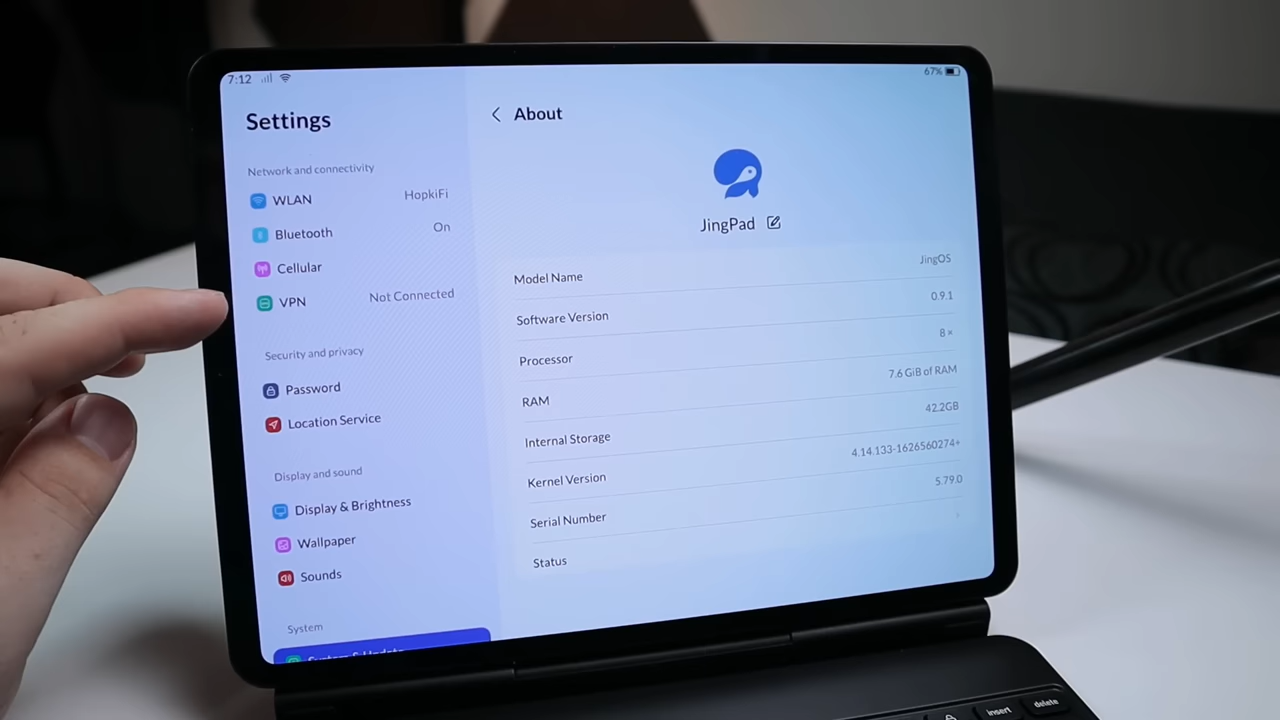 7:12
67%
Settings
Network and connectivity
WLAN HopkiFi
Bluetooth On
Cellular
VPN Not Connected
Security and privacy
Password
Location Service
Display and sound
Display & Brightness
Wallpaper
Sounds
System
System & Update
About
JingPad
Model Name JingOS
Software Version 0.9.1
Processor 8 ×
RAM 7.6 GiB of RAM
Internal Storage 42.2GB
Kernel Version 4.14.133-1626560274+
Serial Number 5.79.0
Status
insert
delete